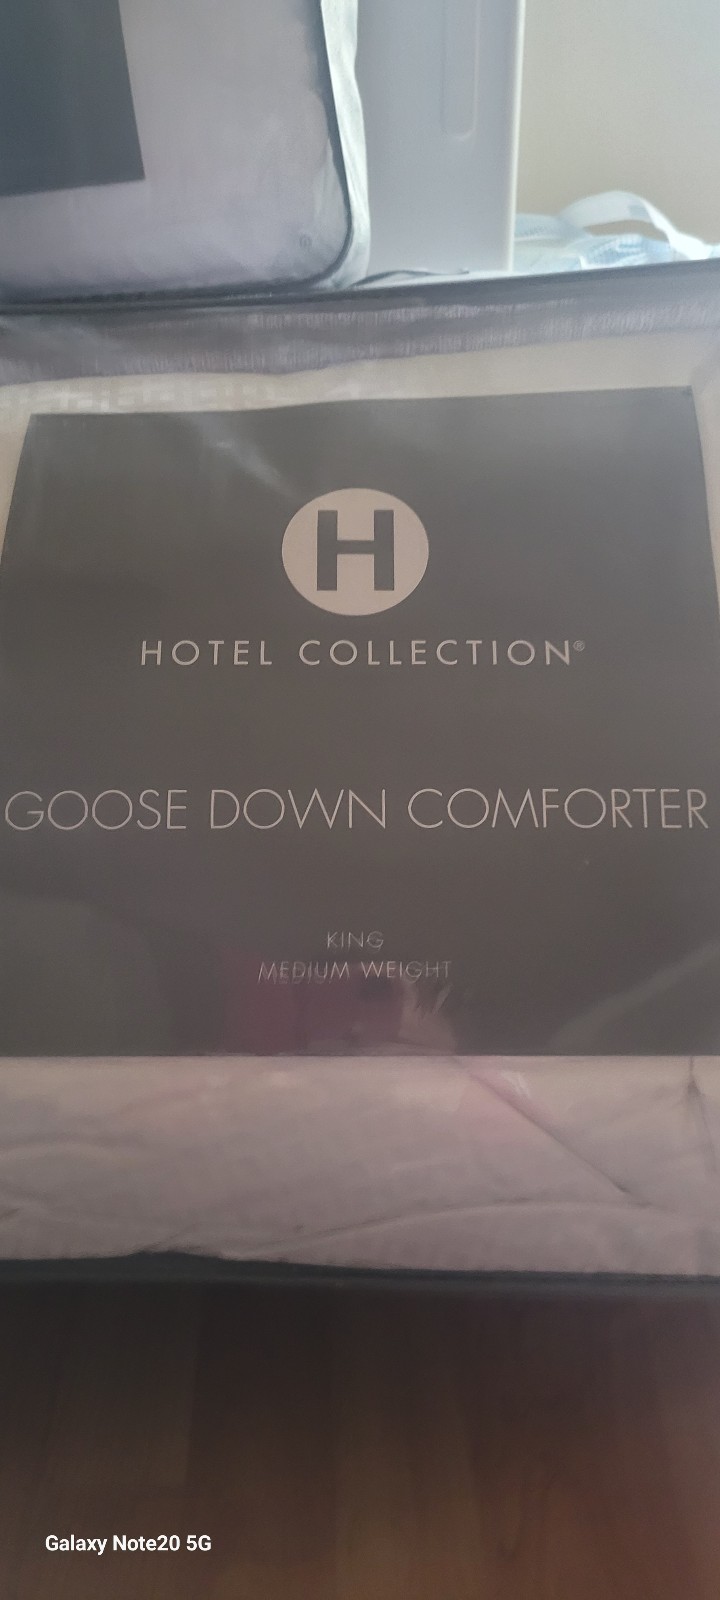 H
HOTEL COLLECTION®
GOOSE DOWN COMFORTER
KING
MEDIUM WEIGHT
Galaxy Note20 5G